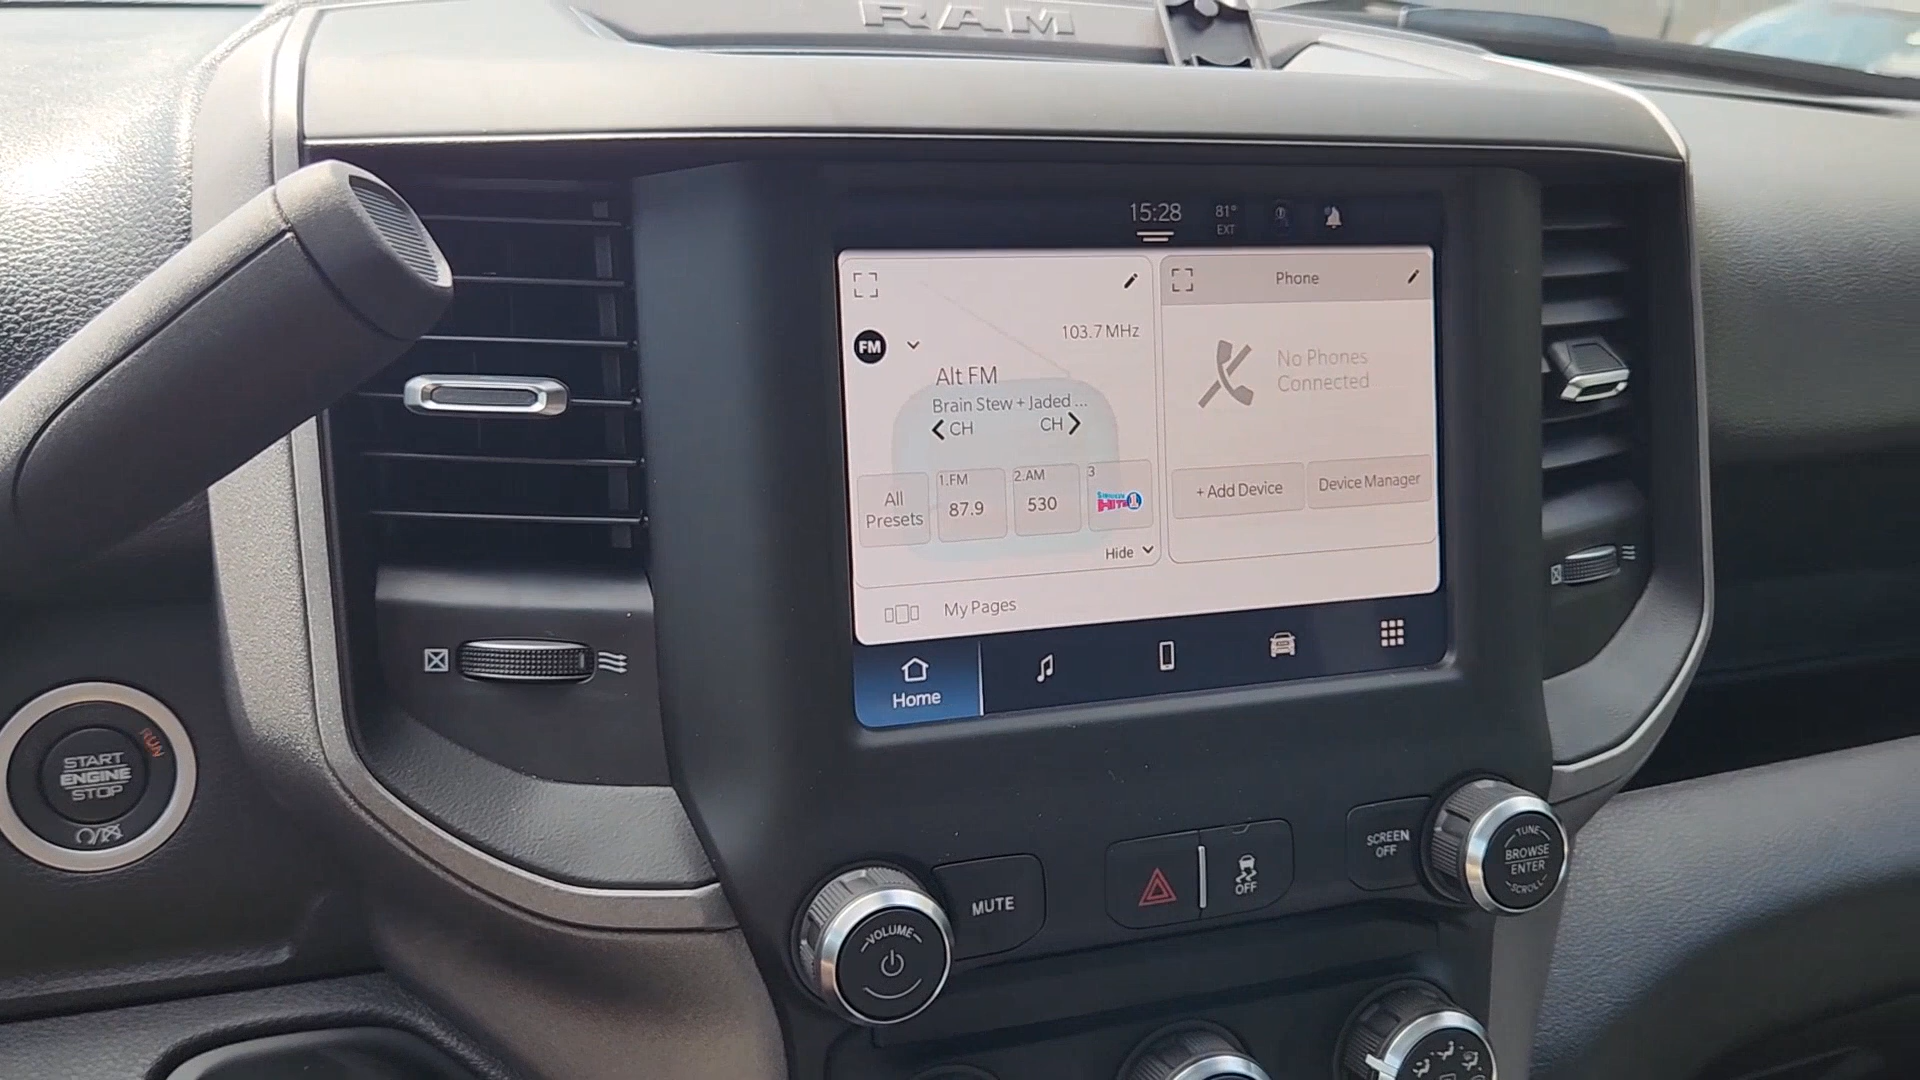 RAM
15:28
81°
EXT
103.7 MHz
FM
Alt FM
Brain Stew + Jaded ...
CH
CH
All
Presets
1.FM
87.9
2.AM
530
3
HITS 1
Hide
My Pages
Phone
No Phones
Connected
+ Add Device
Device Manager
Home
START
ENGINE
STOP
RUN
VOLUME
MUTE
OFF
SCREEN
OFF
TUNE
BROWSE
ENTER
SCROLL